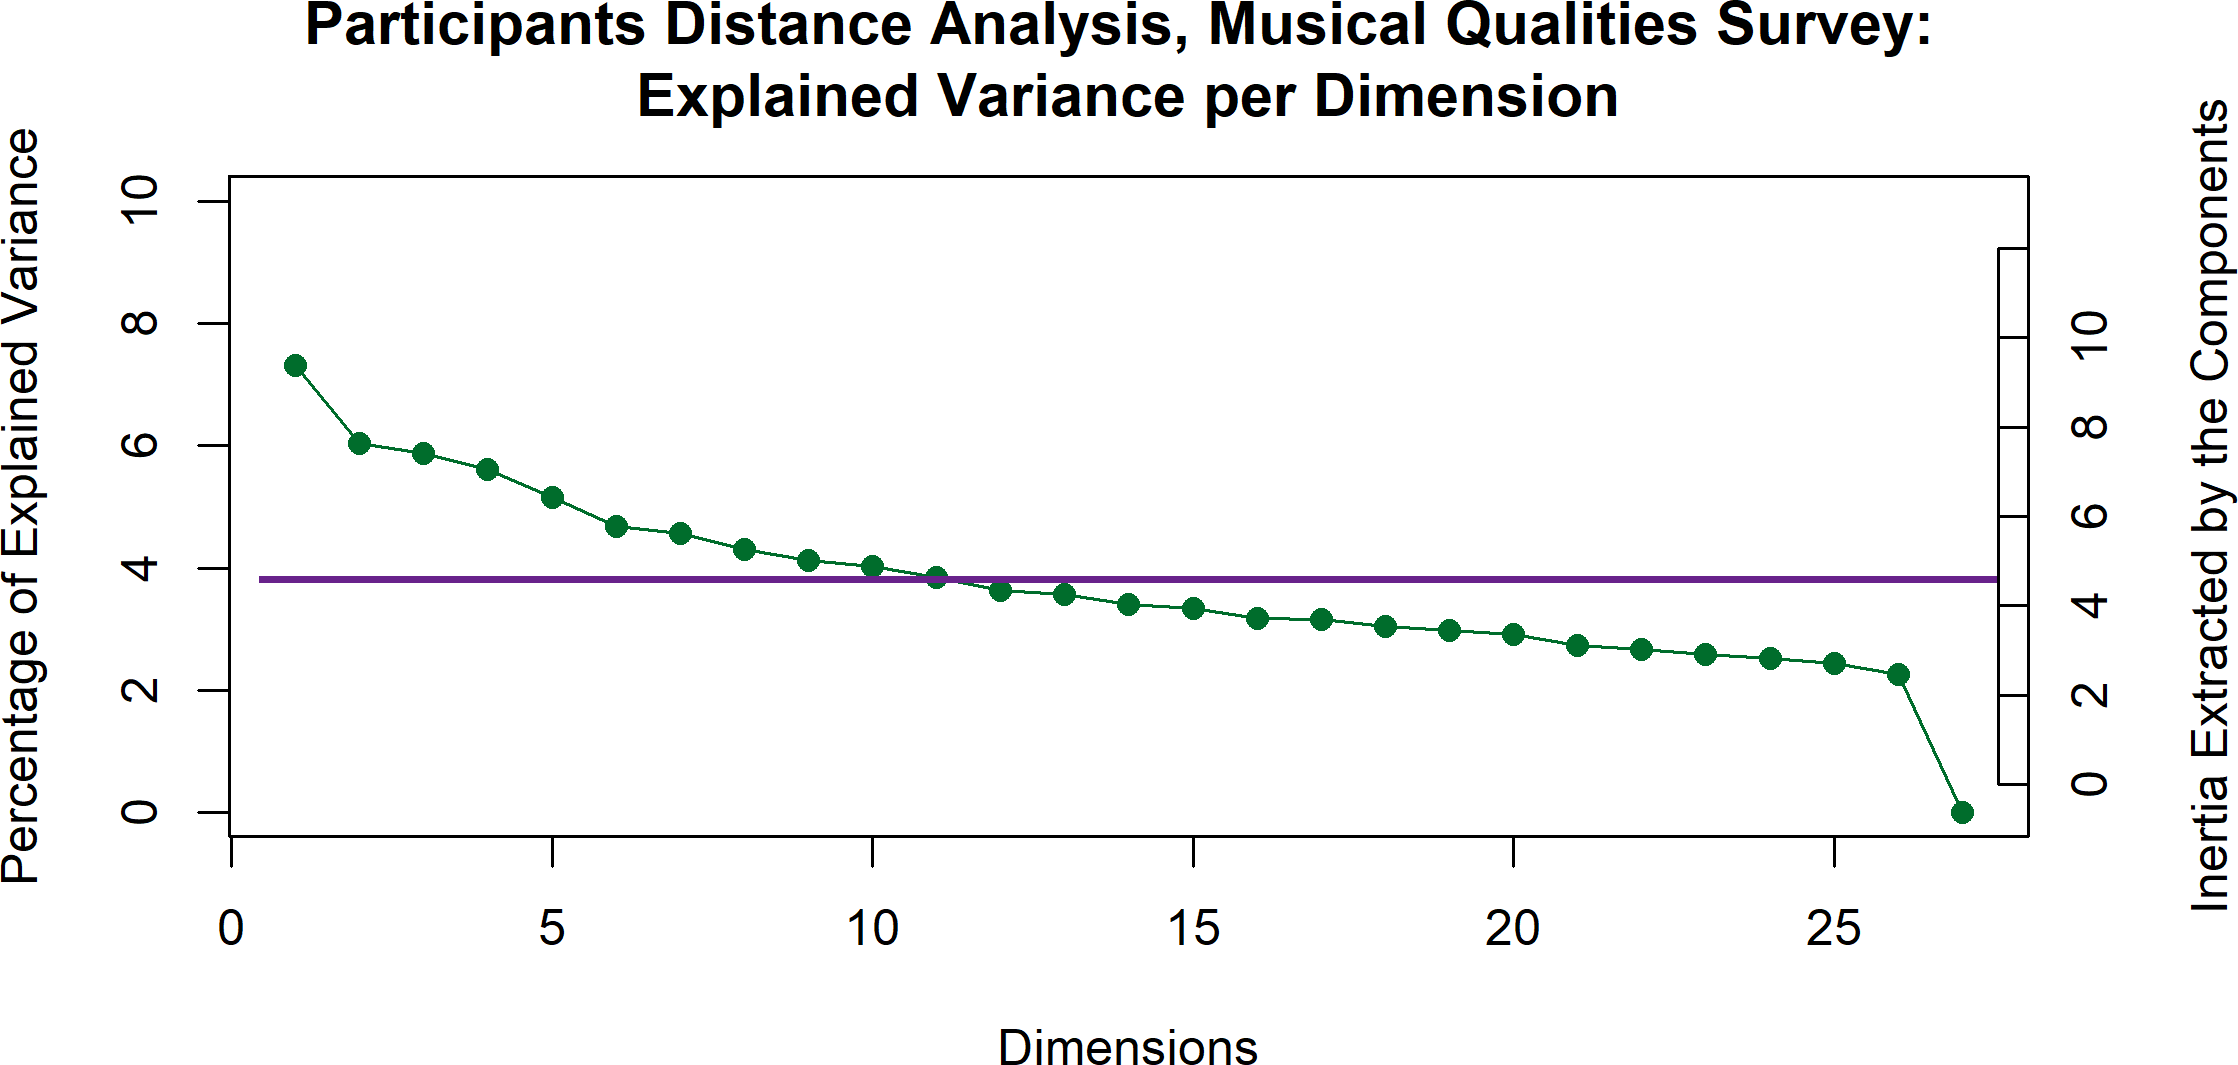 Participants Distance Analysis, Musical Qualities Survey:
Explained Variance per Dimension
Percentage of Explained Variance
10
8
6
4
2
0
10
8
6
4
2
0
Inertia Extracted by the Components
0 5 10 15 20 25
Dimensions